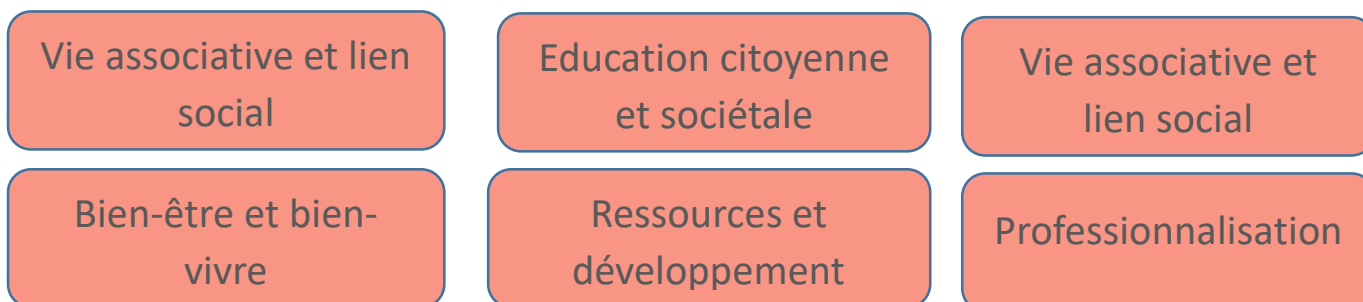 Vie associative et lien
social
Education citoyenne
et sociétale
Vie associative et
lien social
Bien-être et bien-
vivre
Ressources et
développement
Professionnalisation